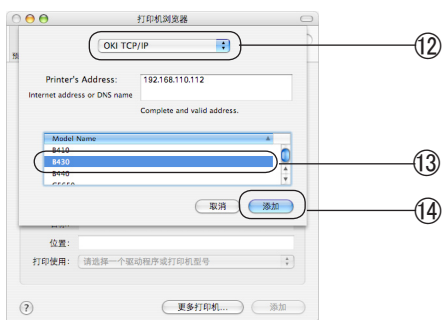 打印机浏览器
OKI TCP/IP
⑫
Printer's Address:
192.168.110.112
Internet address or DNS name
Complete and valid address.
Model Name
B410
B430
⑬
B440
取消
添加
⑭
位置:
打印使用:
请选择一个驱动程序或打印机型号
?
更多打印机...
添加